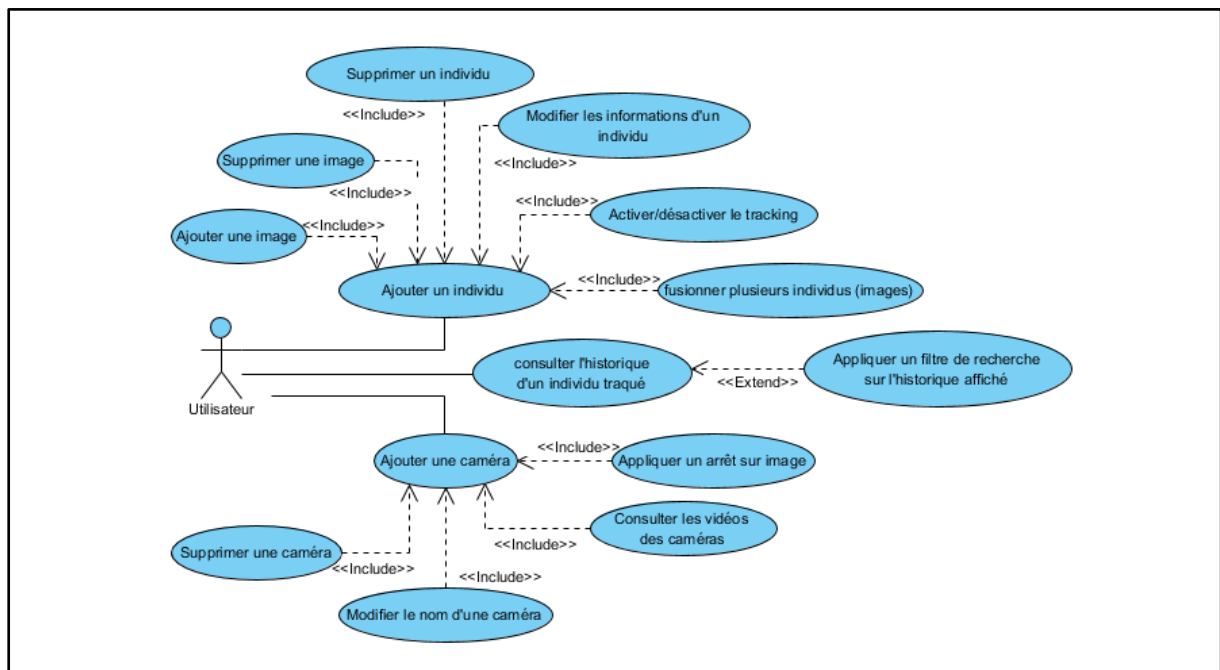 Supprimer un individu
<<Include>>
Modifier les informations d'un
individu
<<Include>>
Supprimer une image
<<Include>>
Activer/désactiver le tracking
<<Include>>
Ajouter une image
<<Include>>
Ajouter un individu
<<Include>>
fusionner plusieurs individus (images)
Utilisateur
consulter l'historique
d'un individu traqué
<<Extend>>
Appliquer un filtre de recherche
sur l'historique affiché
Ajouter une caméra
<<Include>>
Appliquer un arrêt sur image
Consulter les vidéos
des caméras
<<Include>>
Supprimer une caméra
<<Include>>
<<Include>>
Modifier le nom d'une caméra